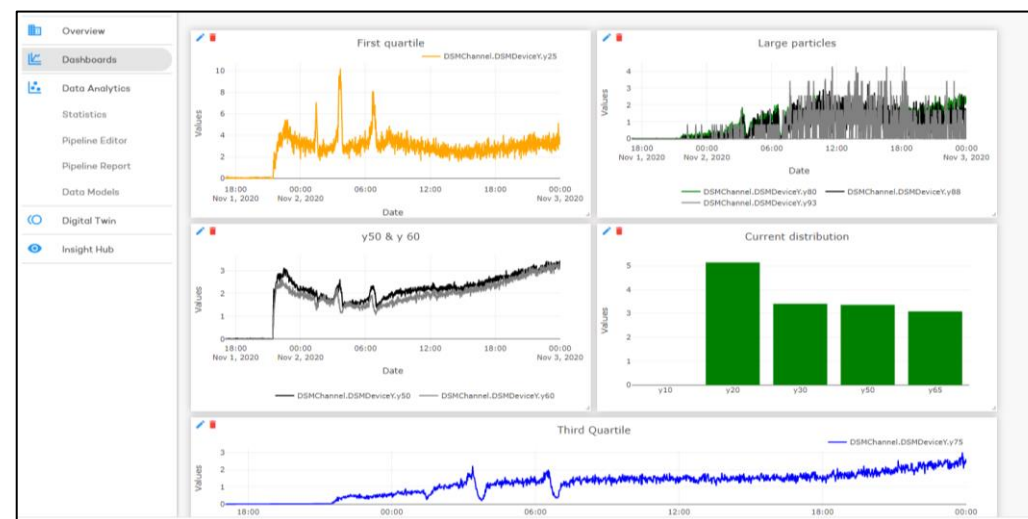 Overview
Dashboards
Data Analytics
Statistics
Pipeline Editor
Pipeline Report
Data Models
Digital Twin
Insight Hub
First quartile
DSMChannel.DSMDeviceY.y25
10
8
6
4
2
0
Values
18:00 00:00 06:00 12:00 18:00 00:00
Nov 1, 2020 Nov 2, 2020 Nov 3, 2020
Date
Large particles
4
3
2
1
0
Values
18:00 00:00 06:00 12:00 18:00 00:00
Nov 1, 2020 Nov 2, 2020 Nov 3, 2020
Date
DSMChannel.DSMDeviceY.y80 DSMChannel.DSMDeviceY.y88
DSMChannel.DSMDeviceY.y93
y50 & y 60
3
2
1
0
Values
18:00 00:00 06:00 12:00 18:00 00:00
Nov 1, 2020 Nov 2, 2020 Nov 3, 2020
Date
DSMChannel.DSMDeviceY.y50 DSMChannel.DSMDeviceY.y60
Current distribution
5
4
3
2
1
0
Values
y10 y20 y30 y50 y65
Third Quartile
DSMChannel.DSMDeviceY.y75
3
2
1
0
Values
18:00 00:00 06:00 12:00 18:00 00:00